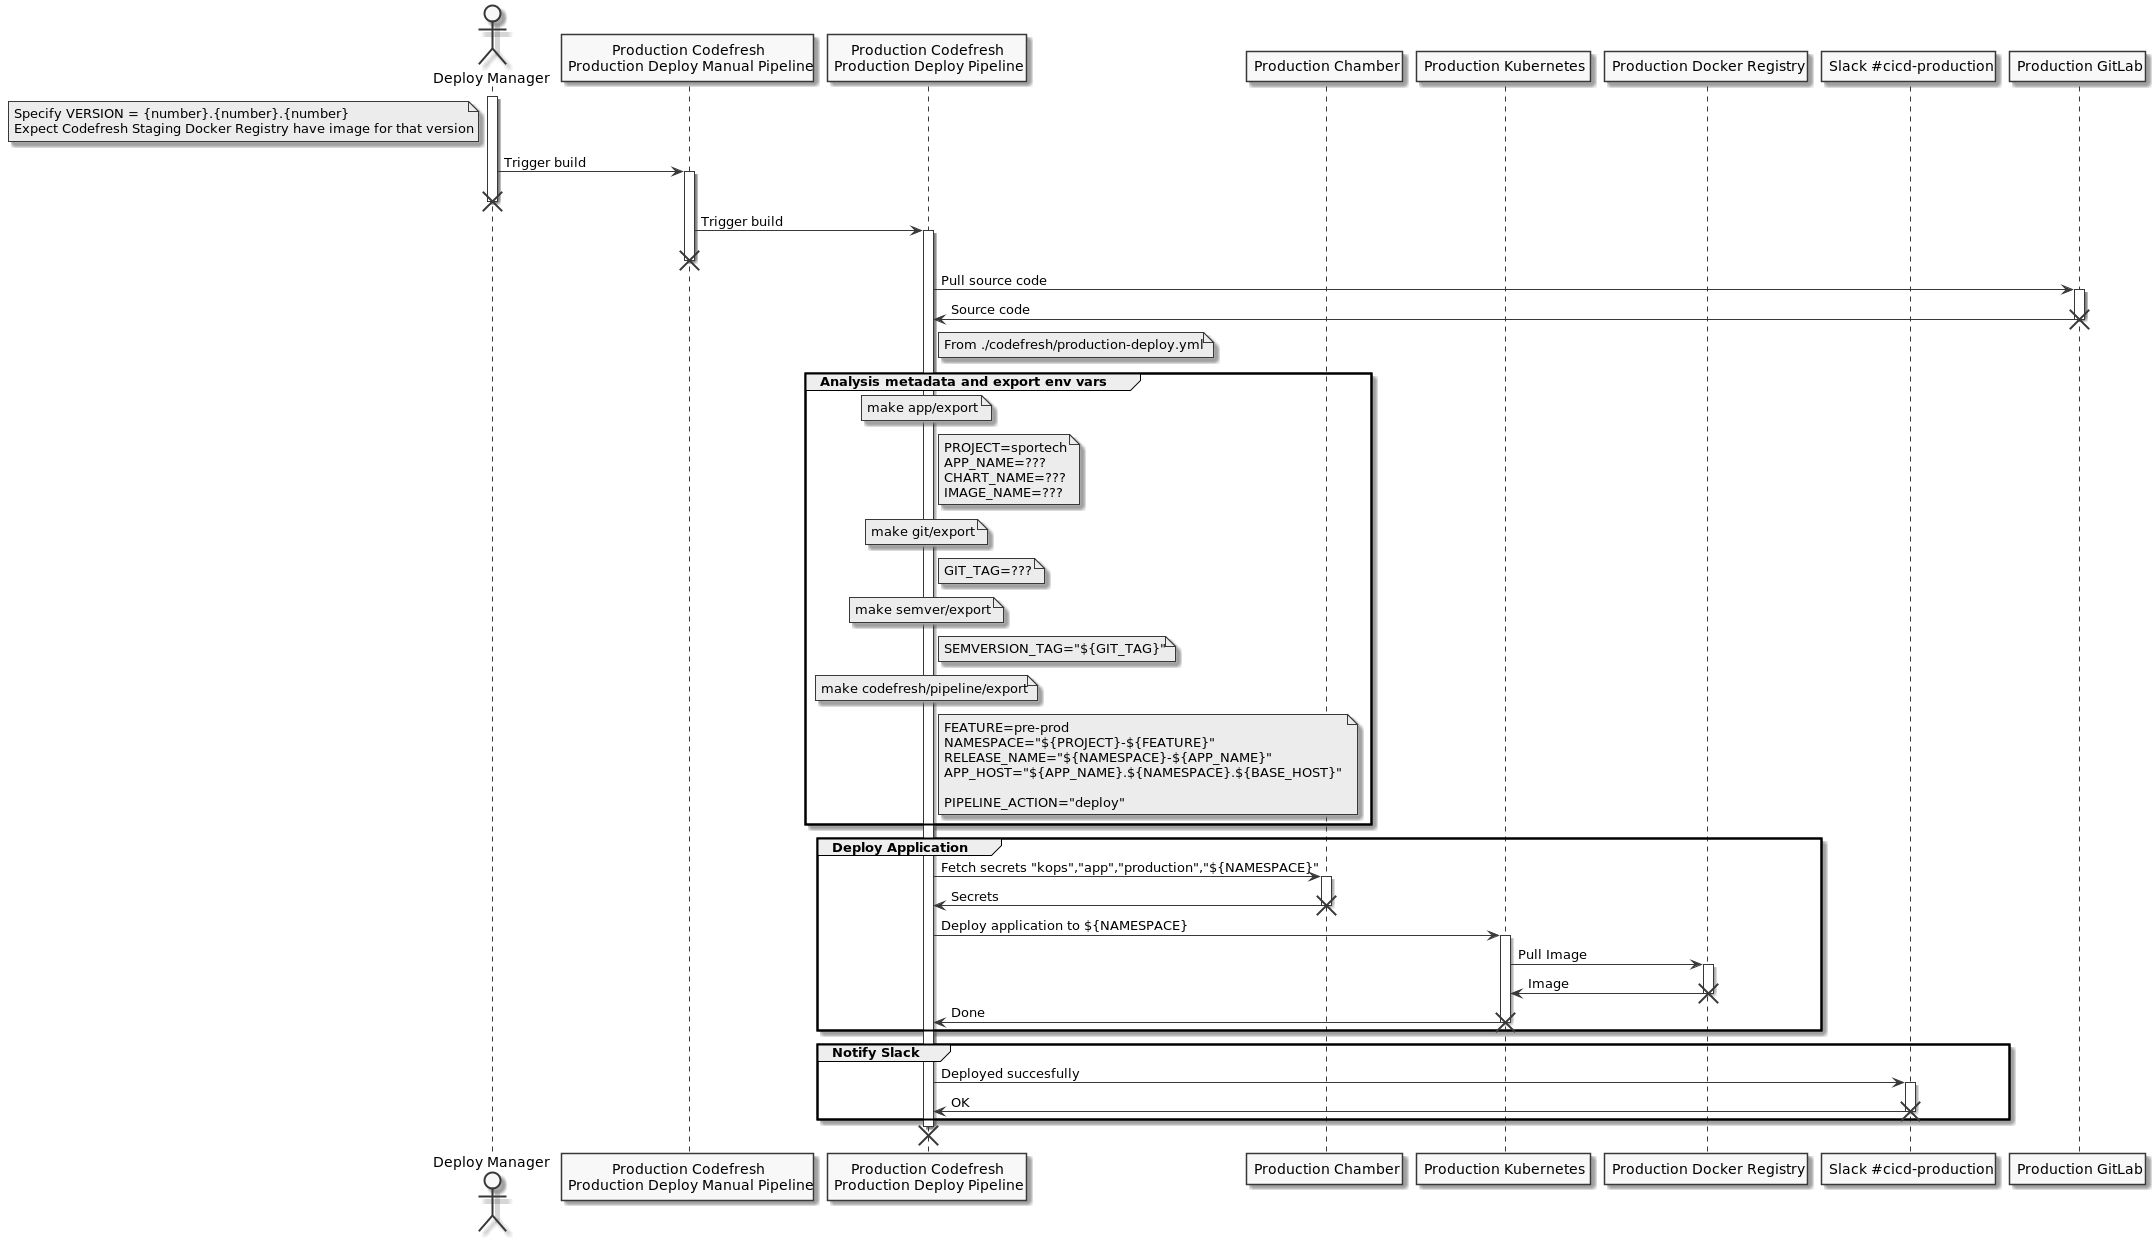 Deploy Manager
Production Codefresh
Production Deploy Manual Pipeline
Production Codefresh
Production Deploy Pipeline
Production Chamber
Production Kubernetes
Production Docker Registry
Slack #cicd-production
Production GitLab
Specify VERSION = {number}.{number}.{number}
Expect Codefresh Staging Docker Registry have image for that version
Trigger build
Trigger build
Pull source code
Source code
From ./codefresh/production-deploy.yml
Analysis metadata and export env vars
make app/export
PROJECT=sportech
APP_NAME=???
CHART_NAME=???
IMAGE_NAME=???
make git/export
GIT_TAG=???
make semver/export
SEMVERSION_TAG="${GIT_TAG}"
make codefresh/pipeline/export
FEATURE=pre-prod
NAMESPACE="${PROJECT}-${FEATURE}"
RELEASE_NAME="${NAMESPACE}-${APP_NAME}"
APP_HOST="${APP_NAME}.${NAMESPACE}.${BASE_HOST}"
PIPELINE_ACTION="deploy"
Deploy Application
Fetch secrets "kops","app","production","${NAMESPACE}"
Secrets
Deploy application to ${NAMESPACE}
Pull Image
Image
Done
Notify Slack
Deployed succesfully
OK
Deploy Manager
Production Codefresh
Production Deploy Manual Pipeline
Production Codefresh
Production Deploy Pipeline
Production Chamber
Production Kubernetes
Production Docker Registry
Slack #cicd-production
Production GitLab